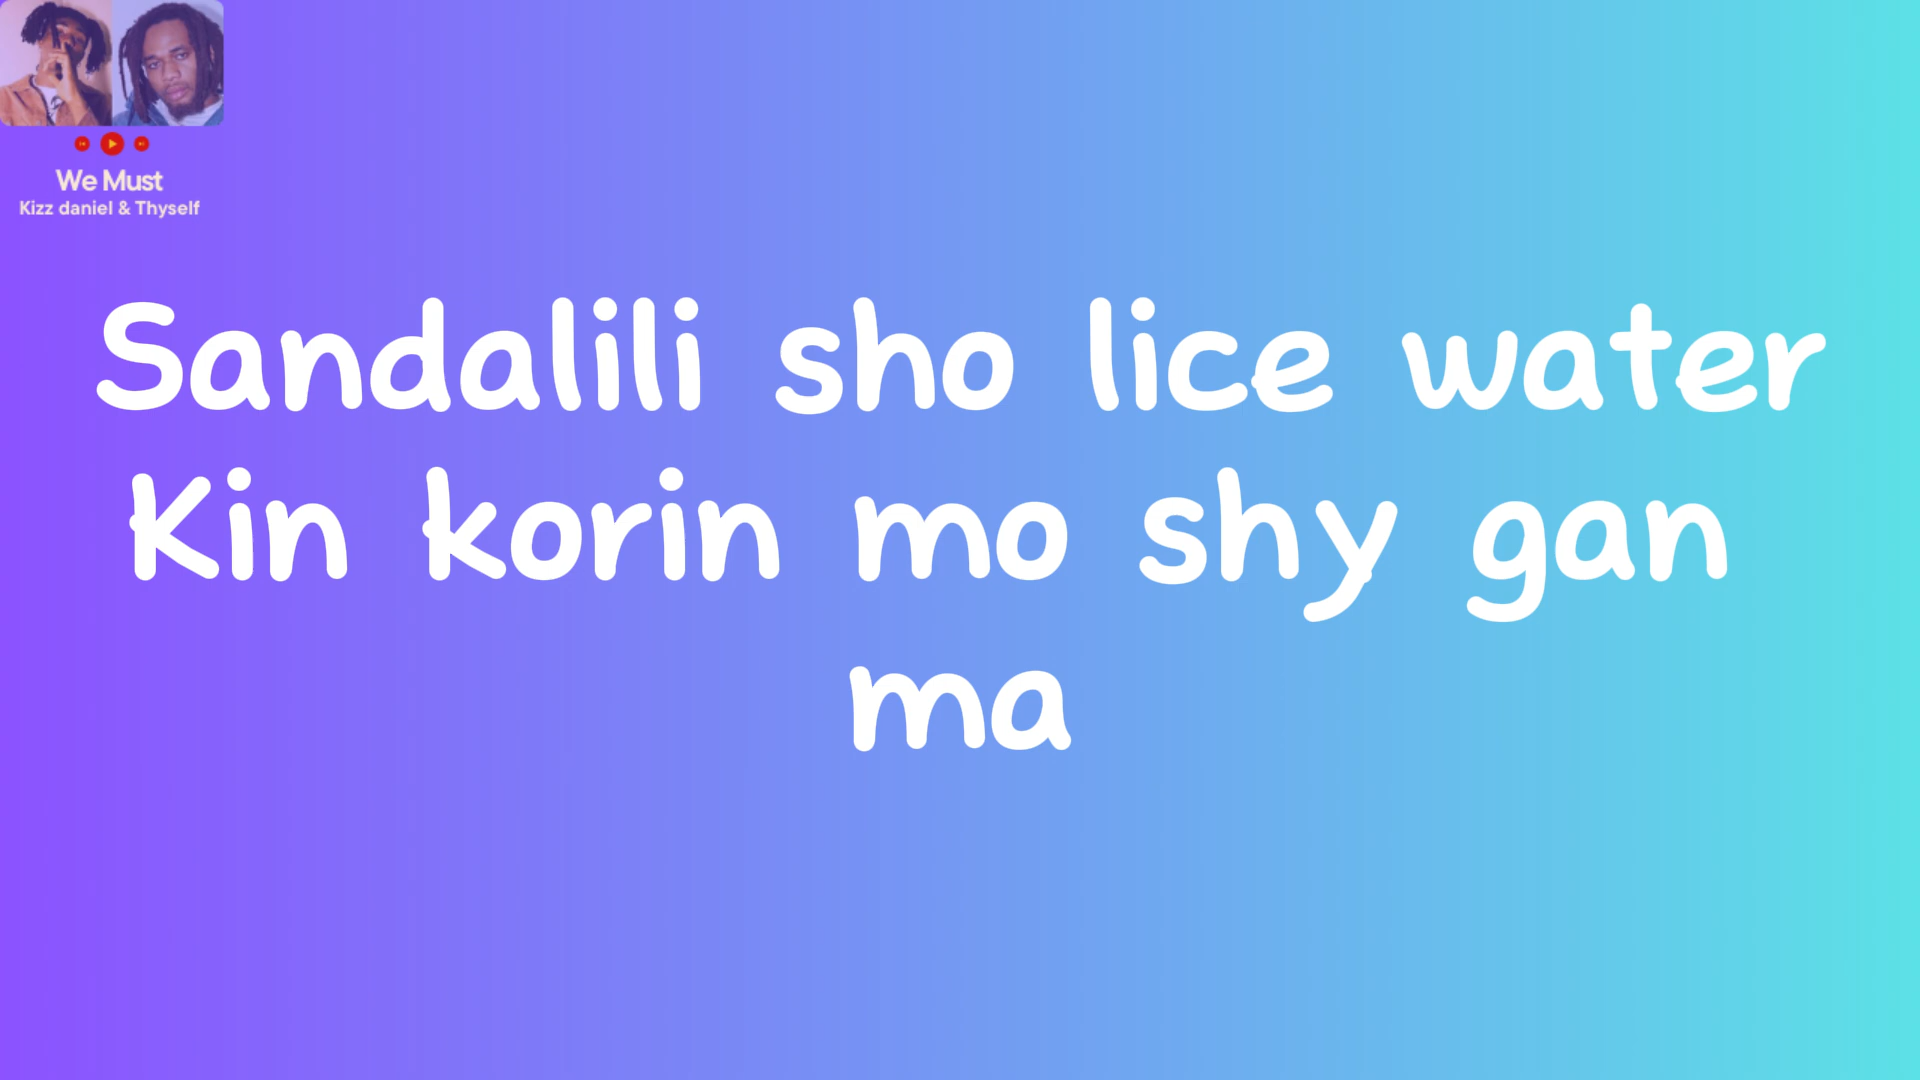 We Must
Kizz daniel & Thyself
Sandalili sho lice water
Kin korin mo shy gan
ma